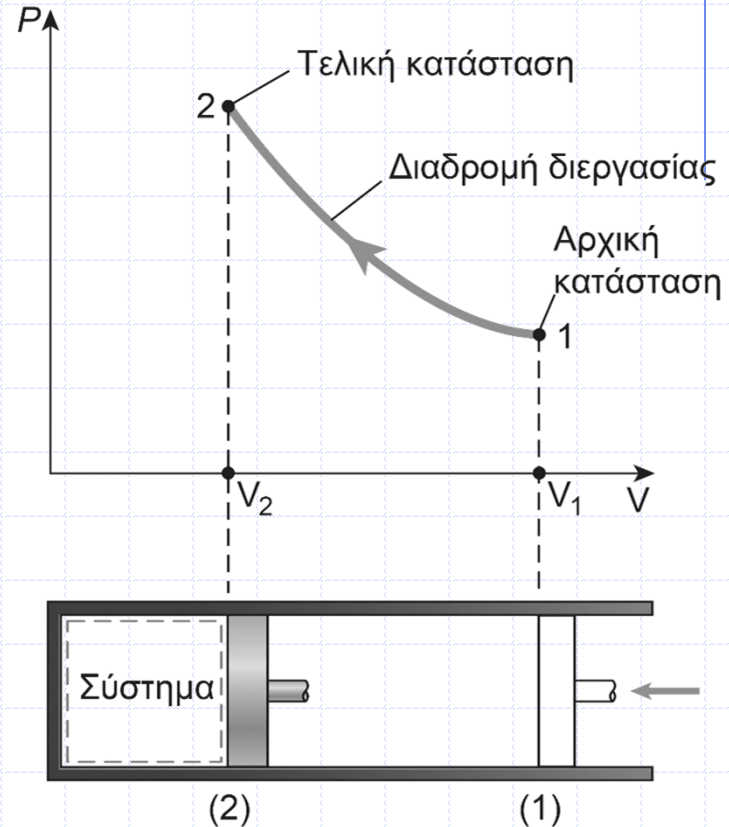 P
Τελική κατάσταση
2
Διαδρομή διεργασίας
Αρχική
κατάσταση
1
V₂
V₁
V
Σύστημα
(2)
(1)